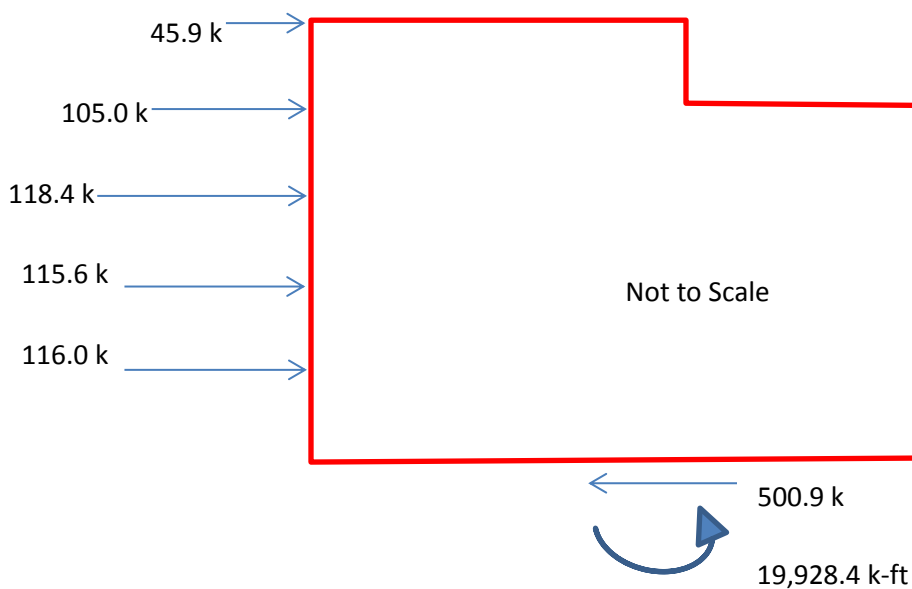 45.9 k
105.0 k
118.4 k
115.6 k
Not to Scale
116.0 k
500.9 k
19,928.4 k-ft